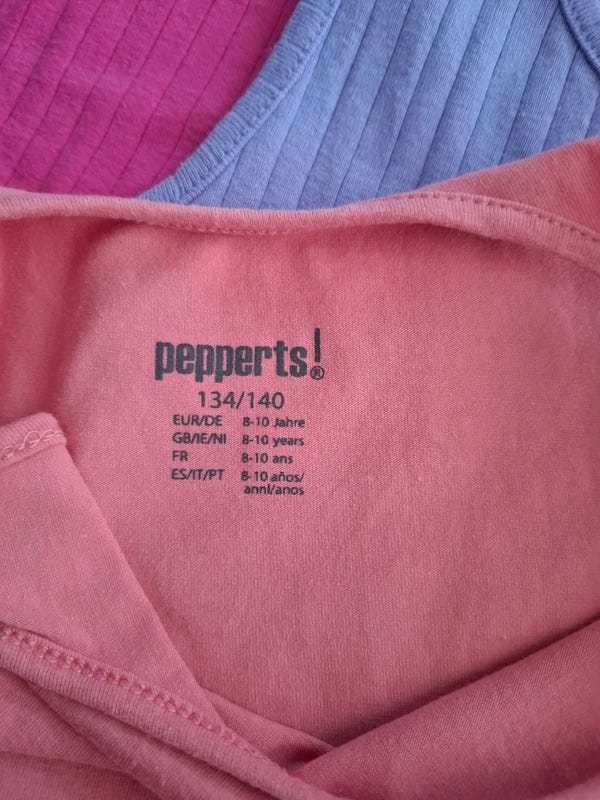 pepperts!®
134/140
EUR/DE 8-10 Jahre
GB/IE/NI 8-10 years
FR 8-10 ans
ES/IT/PT 8-10 años/
anni/anos